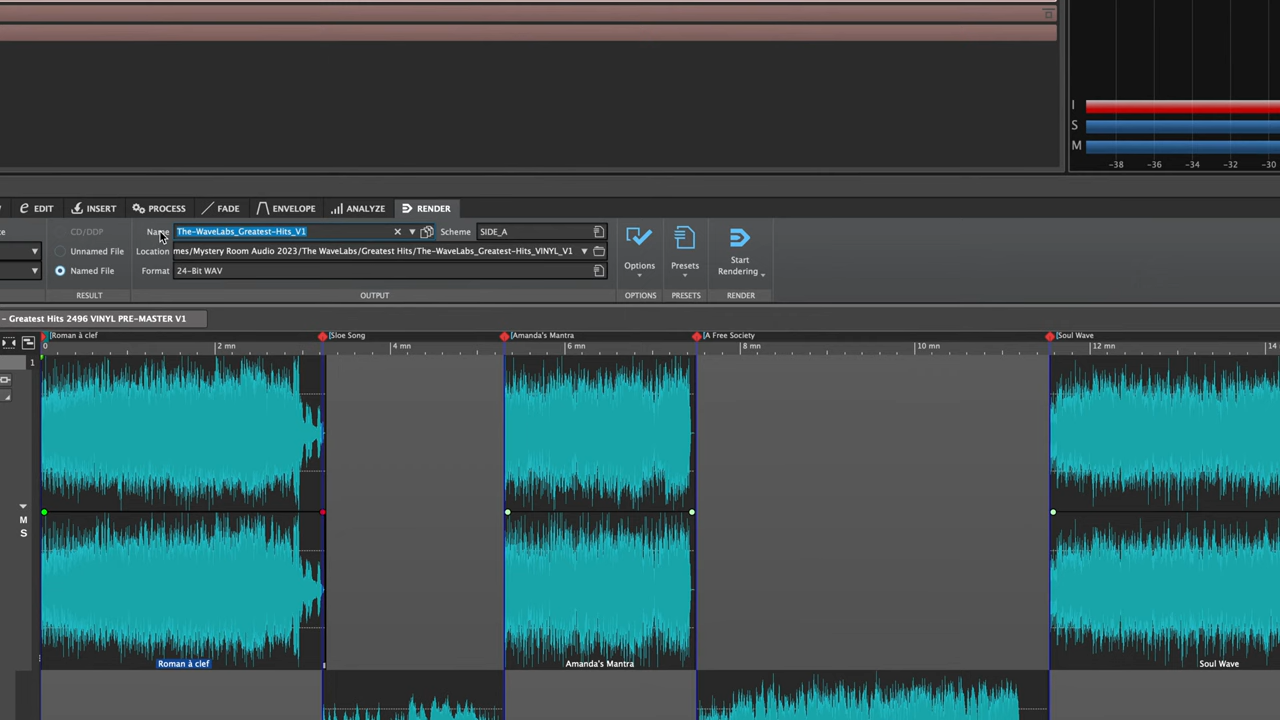 I
S
M
-38 -36 -34 -32 -30
EDIT INSERT PROCESS FADE ENVELOPE ANALYZE RENDER
CD/DDP Name The-WaveLabs_Greatest-Hits_V1 Scheme SIDE_A
Unnamed File Location mes/Mystery Room Audio 2023/The WaveLabs/Greatest Hits/The-WaveLabs_Greatest-Hits_VINYL_V1
Named File Format 24-Bit WAV
Options Presets Start Rendering
RESULT OUTPUT OPTIONS PRESETS RENDER
- Greatest Hits 2496 VINYL PRE-MASTER V1
[Roman à clef [Sloe Song [Amanda's Mantra [A Free Society [Soul Wave
0 2 mn 4 mn 6 mn 8 mn 10 mn 12 mn 14
1
M
S
Roman à clef Amanda's Mantra Soul Wave